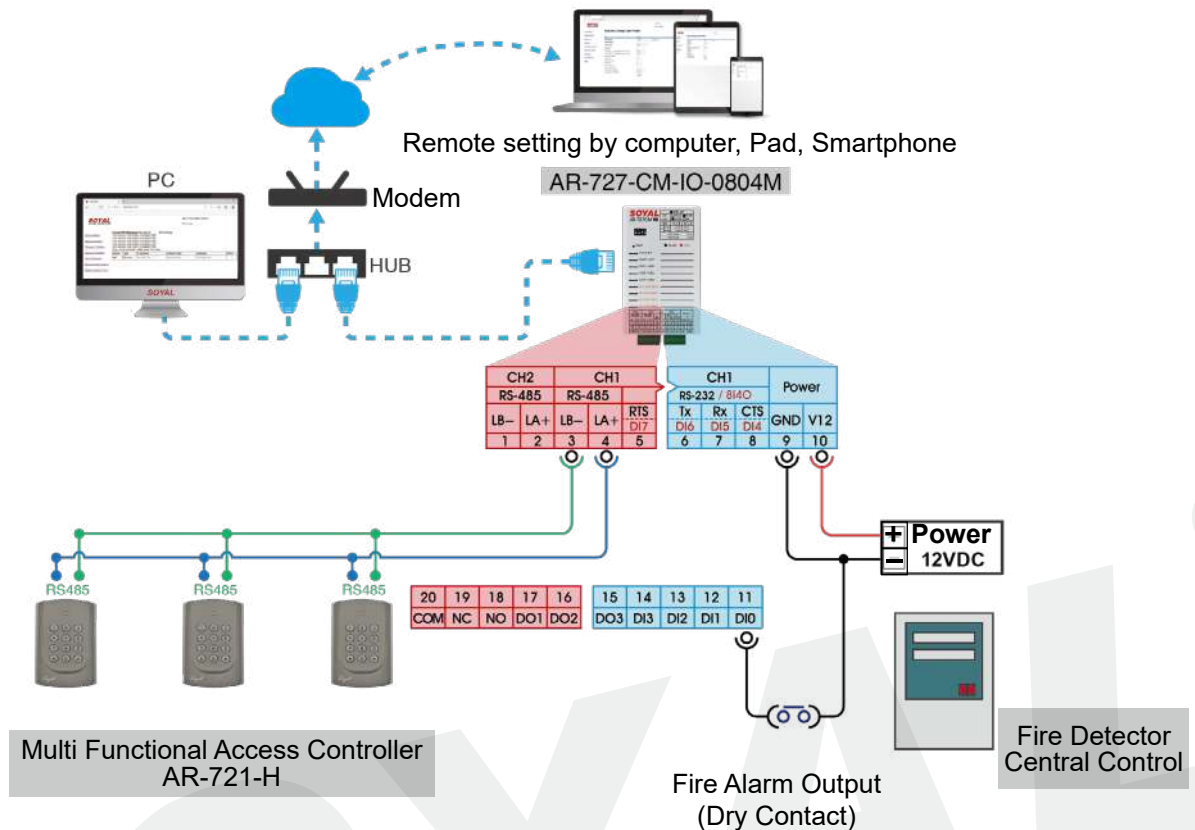 Remote setting by computer, Pad, Smartphone
AR-727-CM-IO-0804M
PC
Modem
HUB
SOYAL
SOYAL
SOYAL
CH2 CH1
RS-485 RS-485
LB- LA+ LB- LA+ RTS
DI7
1 2 3 4 5
CH1 Power
RS-232 / 8I4O
Tx Rx CTS GND V12
DI6 DI5 DI4
6 7 8 9 10
+ Power
- 12VDC
RS485 RS485 RS485
20 19 18 17 16
COM NC NO DO1 DO2
15 14 13 12 11
DO3 DI3 DI2 DI1 DI0
Multi Functional Access Controller
AR-721-H
Fire Detector
Central Control
Fire Alarm Output
(Dry Contact)